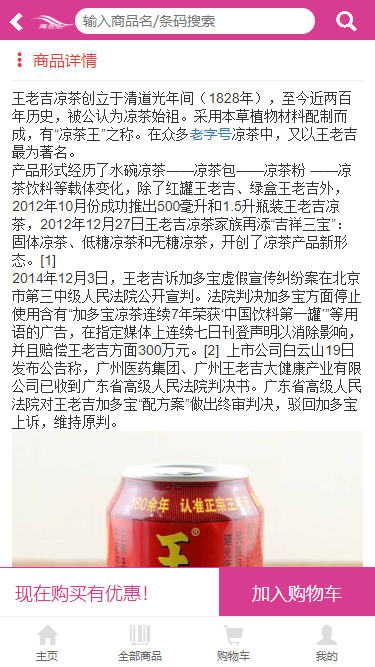 输入商品名/条码搜索
商品详情
王老吉凉茶创立于清道光年间（1828年），至今近两百
年历史，被公认为凉茶始祖。采用本草植物材料配制而
成，有“凉茶王”之称。在众多老字号凉茶中，又以王老吉
最为著名。
产品形式经历了水碗凉茶——凉茶包——凉茶粉 ——凉
茶饮料等载体变化，除了红罐王老吉、绿盒王老吉外，
2012年10月份成功推出500毫升和1.5升瓶装王老吉凉
茶，2012年12月27日王老吉凉茶家族再添“吉祥三宝”：
固体凉茶、低糖凉茶和无糖凉茶，开创了凉茶产品新形
态。[1]
2014年12月3日，王老吉诉加多宝虚假宣传纠纷案在北京
市第三中级人民法院公开宣判。法院判决加多宝方面停止
使用含有“‘加多宝凉茶连续7年荣获‘中国饮料第一罐’”等用
语的广告，在指定媒体上连续七日刊登声明以消除影响，
并且赔偿王老吉方面300万元。[2] 上市公司白云山19日
发布公告称，广州医药集团、广州王老吉大健康产业有限
公司已收到广东省高级人民法院判决书。广东省高级人民
法院对王老吉加多宝“配方案”做出终审判决，驳回加多宝
上诉，维持原判。
180余年 认准正宗王老
王
道光年
现在购买有优惠！
加入购物车
主页
全部商品
购物车
我的